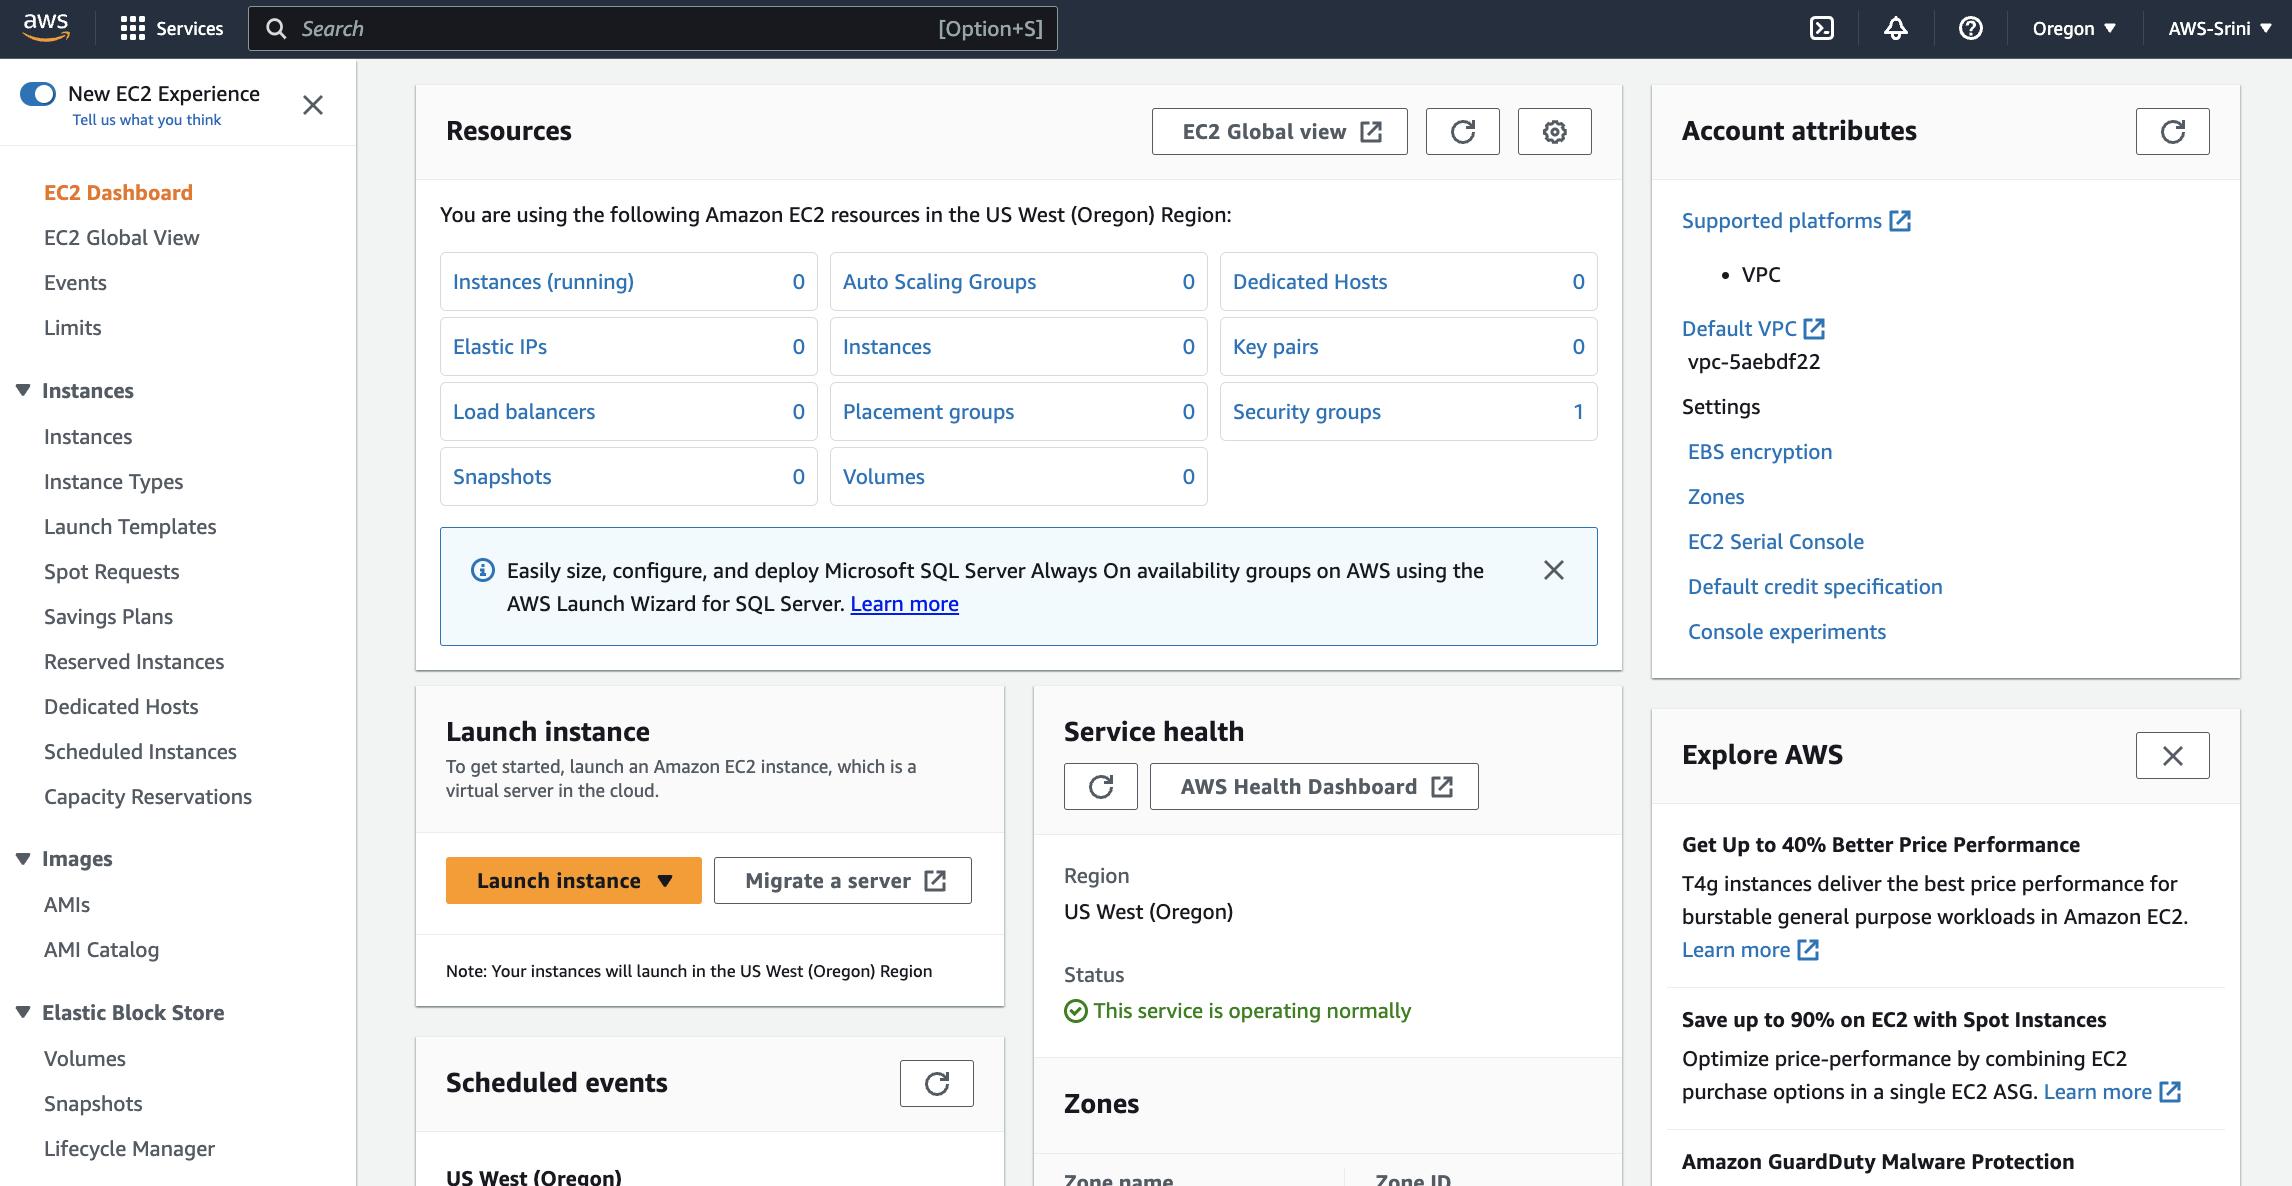 aws
Services
Search
[Option+S]
Oregon
AWS-Srini
New EC2 Experience
Tell us what you think
EC2 Dashboard
EC2 Global View
Events
Limits
Instances
Instances
Instance Types
Launch Templates
Spot Requests
Savings Plans
Reserved Instances
Dedicated Hosts
Scheduled Instances
Capacity Reservations
Images
AMIs
AMI Catalog
Elastic Block Store
Volumes
Snapshots
Lifecycle Manager
Resources
EC2 Global view
You are using the following Amazon EC2 resources in the US West (Oregon) Region:
Instances (running) 0
Auto Scaling Groups 0
Dedicated Hosts 0
Elastic IPs 0
Instances 0
Key pairs 0
Load balancers 0
Placement groups 0
Security groups 1
Snapshots 0
Volumes 0
Easily size, configure, and deploy Microsoft SQL Server Always On availability groups on AWS using the
AWS Launch Wizard for SQL Server. Learn more
Launch instance
To get started, launch an Amazon EC2 instance, which is a
virtual server in the cloud.
Launch instance
Migrate a server
Note: Your instances will launch in the US West (Oregon) Region
Scheduled events
US West (Oregon)
Service health
AWS Health Dashboard
Region
US West (Oregon)
Status
This service is operating normally
Zones
Zone name
Zone ID
Account attributes
Supported platforms
• VPC
Default VPC
vpc-5aebdf22
Settings
EBS encryption
Zones
EC2 Serial Console
Default credit specification
Console experiments
Explore AWS
Get Up to 40% Better Price Performance
T4g instances deliver the best price performance for
burstable general purpose workloads in Amazon EC2.
Learn more
Save up to 90% on EC2 with Spot Instances
Optimize price-performance by combining EC2
purchase options in a single EC2 ASG. Learn more
Amazon GuardDuty Malware Protection